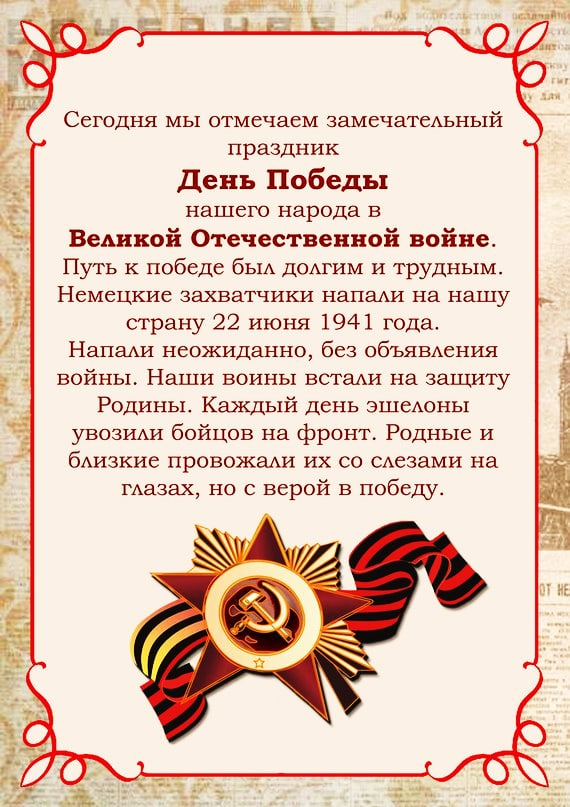 Сегодня мы отмечаем замечательный
праздник
День Победы
нашего народа в
Великой Отечественной войне.
Путь к победе был долгим и трудным.
Немецкие захватчики напали на нашу
страну 22 июня 1941 года.
Напали неожиданно, без объявления
войны. Наши воины встали на защиту
Родины. Каждый день эшелоны
увозили бойцов на фронт. Родные и
близкие провожали их со слезами на
глазах, но с верой в победу.